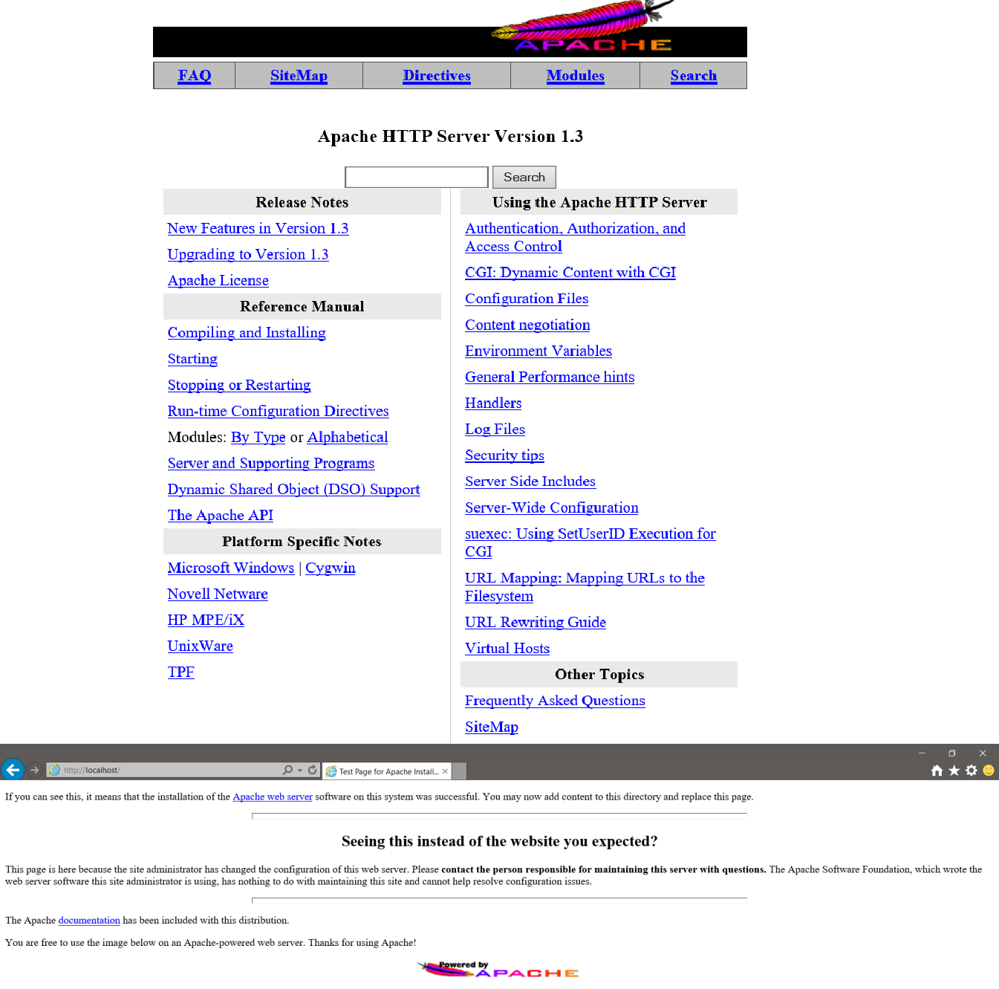 APACHE
FAQ SiteMap Directives Modules Search
Apache HTTP Server Version 1.3
Search
Release Notes
New Features in Version 1.3
Upgrading to Version 1.3
Apache License
Reference Manual
Compiling and Installing
Starting
Stopping or Restarting
Run-time Configuration Directives
Modules: By Type or Alphabetical
Server and Supporting Programs
Dynamic Shared Object (DSO) Support
The Apache API
Platform Specific Notes
Microsoft Windows | Cygwin
Novell Netware
HP MPE/iX
UnixWare
TPF
Using the Apache HTTP Server
Authentication, Authorization, and
Access Control
CGI: Dynamic Content with CGI
Configuration Files
Content negotiation
Environment Variables
General Performance hints
Handlers
Log Files
Security tips
Server Side Includes
Server-Wide Configuration
suexec: Using SetUserID Execution for
CGI
URL Mapping: Mapping URLs to the
Filesystem
URL Rewriting Guide
Virtual Hosts
Other Topics
Frequently Asked Questions
SiteMap
http://localhost/
Test Page for Apache Install...
If you can see this, it means that the installation of the Apache web server software on this system was successful. You may now add content to this directory and replace this page.
Seeing this instead of the website you expected?
This page is here because the site administrator has changed the configuration of this web server. Please contact the person responsible for maintaining this server with questions. The Apache Software Foundation, which wrote the
web server software this site administrator is using, has nothing to do with maintaining this site and cannot help resolve configuration issues.
The Apache documentation has been included with this distribution.
You are free to use the image below on an Apache-powered web server. Thanks for using Apache!
Powered by
APACHE